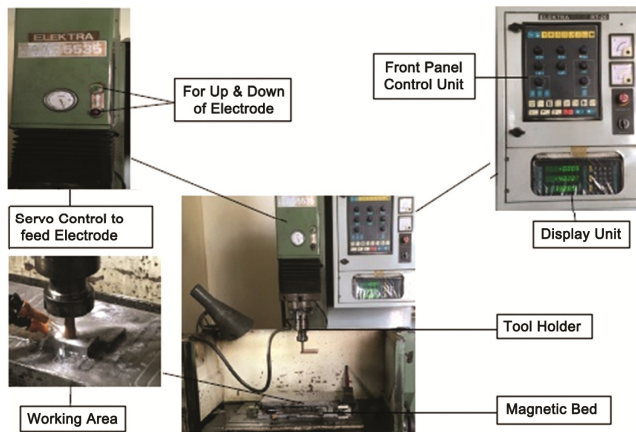 ELEKTRA
5535
For Up & Down
of Electrode
Servo Control to
feed Electrode
Working Area
ELEKTRA
Front Panel
Control Unit
Display Unit
5535
Tool Holder
Magnetic Bed